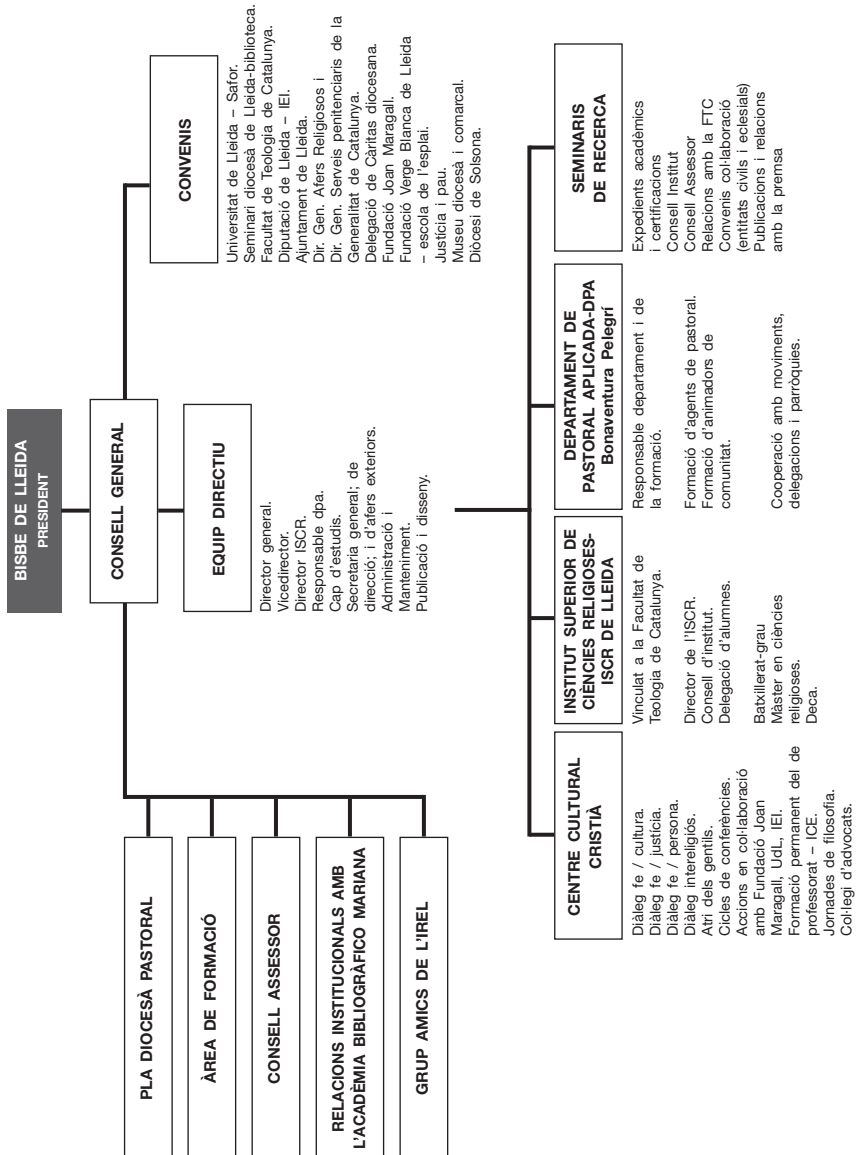 BISBE DE LLEIDA
PRESIDENT
CONSELL GENERAL
EQUIP DIRECTIU
Director general.
Vicedirector.
Director ISCR.
Responsable dpa.
Cap d'estudis.
Secretaria general; de
direcció; i d'afers exteriors.
Administració i
Manteniment.
Publicació i disseny.
CONVENIS
Universitat de Lleida – Safor.
Seminari diocesà de Lleida-biblioteca.
Facultat de Teologia de Catalunya.
Diputació de Lleida – IEI.
Ajuntament de Lleida.
Dir. Gen. Afers Religiosos i
Dir. Gen. Serveis penitenciaris de la
Generalitat de Catalunya.
Delegació de Càritas diocesana.
Fundació Joan Maragall.
Fundació Verge Blanca de Lleida
– escola de l'esplai.
Justícia i pau.
Museu diocesà i comarcal.
Diòcesi de Solsona.
PLA DIOCESÀ PASTORAL
ÀREA DE FORMACIÓ
CONSELL ASSESSOR
RELACIONS INSTITUCIONALS AMB
L'ACADÈMIA BIBLIOGRÀFICO MARIANA
GRUP AMICS DE L'IREL
CENTRE CULTURAL
CRISTIÀ
Diàleg fe / cultura.
Diàleg fe / justícia.
Diàleg fe / persona.
Diàleg intereligiós.
Atri dels gentils.
Cicles de conferències.
Accions en col·laboració
amb Fundació Joan
Maragall, UdL, IEI.
Formació permanent del de
professorat – ICE.
Jornades de filosofia.
Col·legi d'advocats.
INSTITUT SUPERIOR DE
CIÈNCIES RELIGIOSES-
ISCR DE LLEIDA
Vinculat a la Facultat de
Teologia de Catalunya.
Director de l'ISCR.
Consell d'institut.
Delegació d'alumnes.
Batxillerat-grau
Màster en ciències
religioses.
Deca.
DEPARTAMENT DE
PASTORAL APLICADA-DPA
Bonaventura Pelegrí
Responsable departament i de
la formació.
Formació d'agents de pastoral.
Formació d'animadors de
comunitat.
Cooperació amb moviments,
delegacions i parròquies.
SEMINARIS
DE RECERCA
Expedients acadèmics
i certificacions
Consell Institut
Consell Assessor
Relacions amb la FTC
Convenis col·laboració
(entitats civils i eclesials)
Publicacions i relacions
amb la premsa